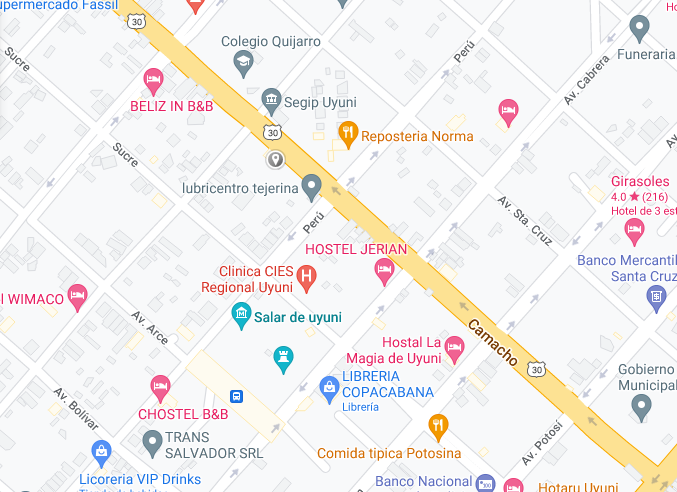 upermercado Fassil
30
Sucre
Colegio Quijarro
Perú
Funeraria
Av. Cabrera
BELIZ IN B&B
Segip Uyuni
30
Reposteria Norma
Sucre
lubricentro tejerina
Girasoles
4.0 ★ (216)
Hotel de 3 est
Av. Sta. Cruz
Perú
HOSTEL JERIAN
Banco Mercantil
Santa Cruz
Clinica CIES
Regional Uyuni
I WIMACO
Salar de uyuni
Av. Arce
Camacho
Hostal La
Magia de Uyuni
30
LIBRERIA
COPACABANA
Librería
Gobierno
Municipal
Av. Bolívar
CHOSTEL B&B
TRANS
SALVADOR SRL
Comida tipica Potosina
Av. Potosí
Licoreria VIP Drinks
Banco Nacional
Hotaru Uyuni